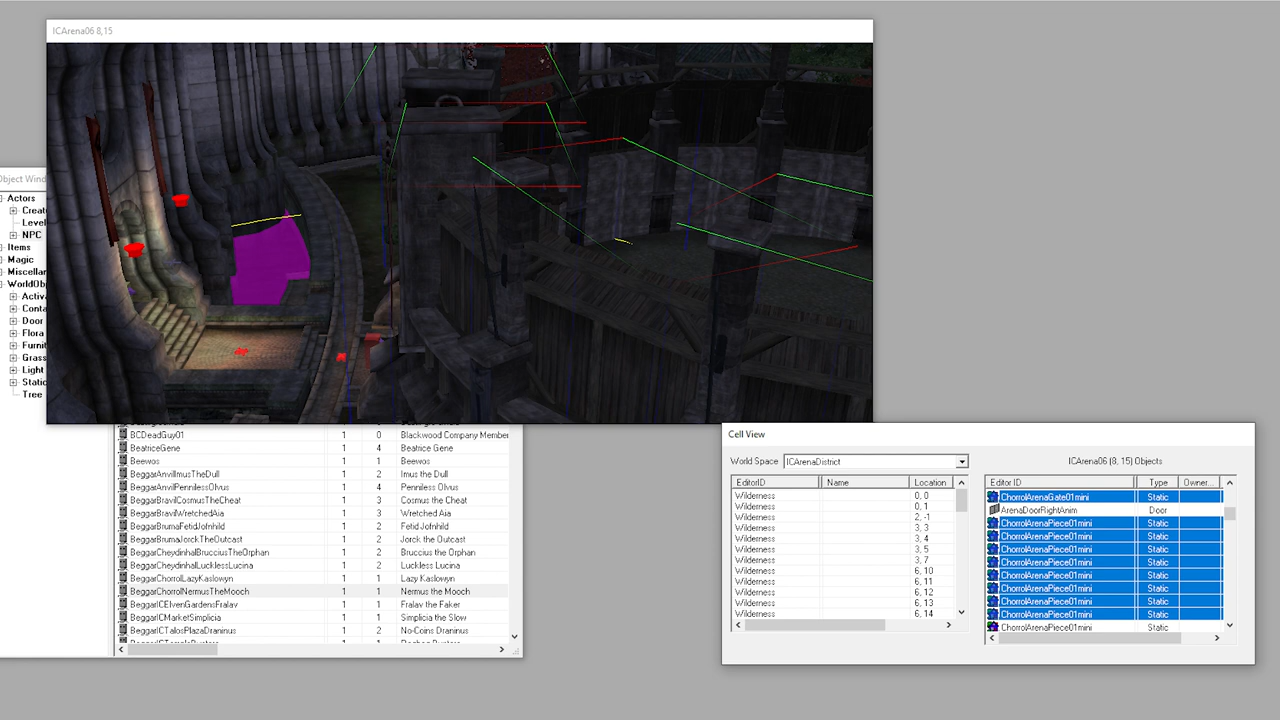 ICArena06 8,15
Object Wind
Actors
Creatu
Level
NPC
Items
Magic
Miscellan
WorldObj
Activa
Conta
Door
Flora
Furnit
Grass
Light
Static
Tree
BCDeadGuy01 1 0 Blackwood Company Member
BeatriceGene 1 4 Beatrice Gene
Beewos 1 1 Beewos
BeggarAnvilImusTheDull 1 2 Imus the Dull
BeggarAnvilPennilessOlvus 1 4 Penniless Olvus
BeggarBravilCosmusTheCheat 1 3 Cosmus the Cheat
BeggarBravilWretchedAia 1 3 Wretched Aia
BeggarBrumaFetidJofnhild 1 2 Fetid Jofnhild
BeggarBrumaJorckTheOutcast 1 2 Jorck the Outcast
BeggarCheydinhalBrucciusTheOrphan 1 2 Bruccius the Orphan
BeggarCheydinhalLucklessLucina 1 2 Luckless Lucina
BeggarChorrolLazyKaslowyn 1 1 Lazy Kaslowyn
BeggarChorrolNermusTheMooch 1 1 Nermus the Mooch
BeggarICElvenGardensFralav 1 1 Fralav the Faker
BeggarICMarketSimplicia 1 1 Simplicia the Slow
BeggarICTalosPlazaDraninus 1 2 No-Coins Draninus
Cell View
World Space ICArenaDistrict
EditorID Name Location
Wilderness 0, 0
Wilderness 0, 1
Wilderness 2, -1
Wilderness 3, 3
Wilderness 3, 4
Wilderness 3, 5
Wilderness 3, 7
Wilderness 6, 10
Wilderness 6, 11
Wilderness 6, 12
Wilderness 6, 13
Wilderness 6, 14
ICArena06 \(8, 15) Objects
Editor ID Type Owner...
ChorrolArenaGate01mini Static
ArenaDoorRightAnim Door
ChorrolArenaPiece01mini Static
ChorrolArenaPiece01mini Static
ChorrolArenaPiece01mini Static
ChorrolArenaPiece01mini Static
ChorrolArenaPiece01mini Static
ChorrolArenaPiece01mini Static
ChorrolArenaPiece01mini Static
ChorrolArenaPiece01mini Static
ChorrolArenaPiece01mini Static